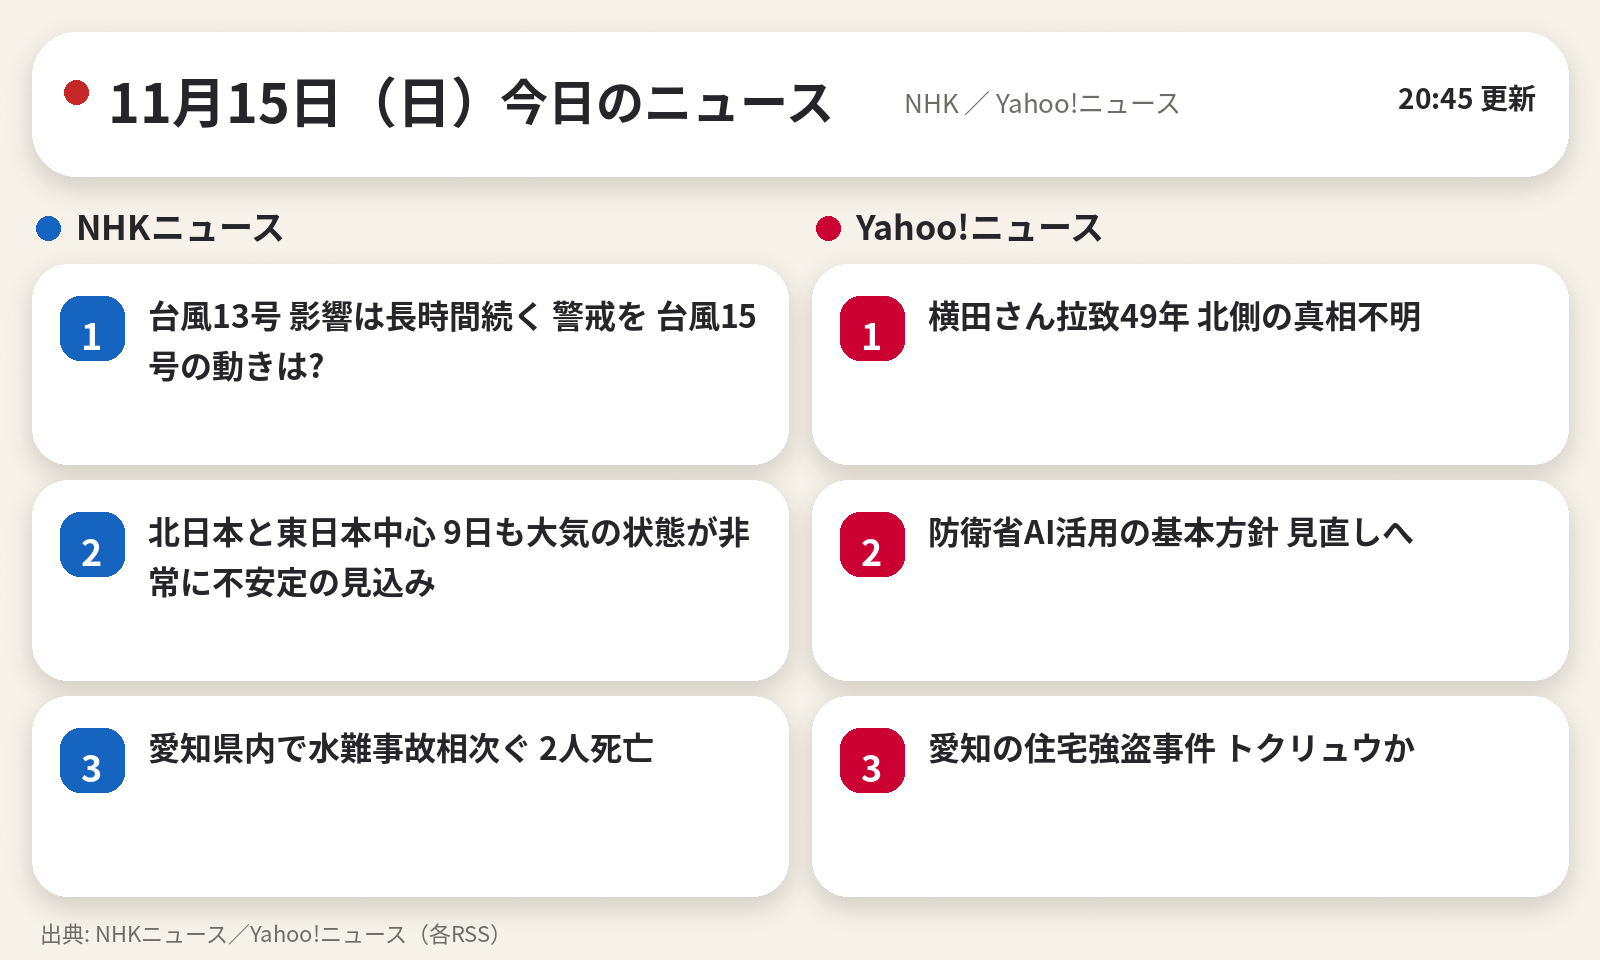 11月15日（日）今日のニュース
NHK ／ Yahoo!ニュース
20:45 更新
NHKニュース
1
台風13号 影響は長時間続く 警戒を 台風15
号の動きは?
2
北日本と東日本中心 9日も大気の状態が非
常に不安定の見込み
3
愛知県内で水難事故相次ぐ 2人死亡
Yahoo!ニュース
1
横田さん拉致49年 北側の真相不明
2
防衛省AI活用の基本方針 見直しへ
3
愛知の住宅強盗事件 トクリュウか
出典: NHKニュース／Yahoo!ニュース（各RSS）